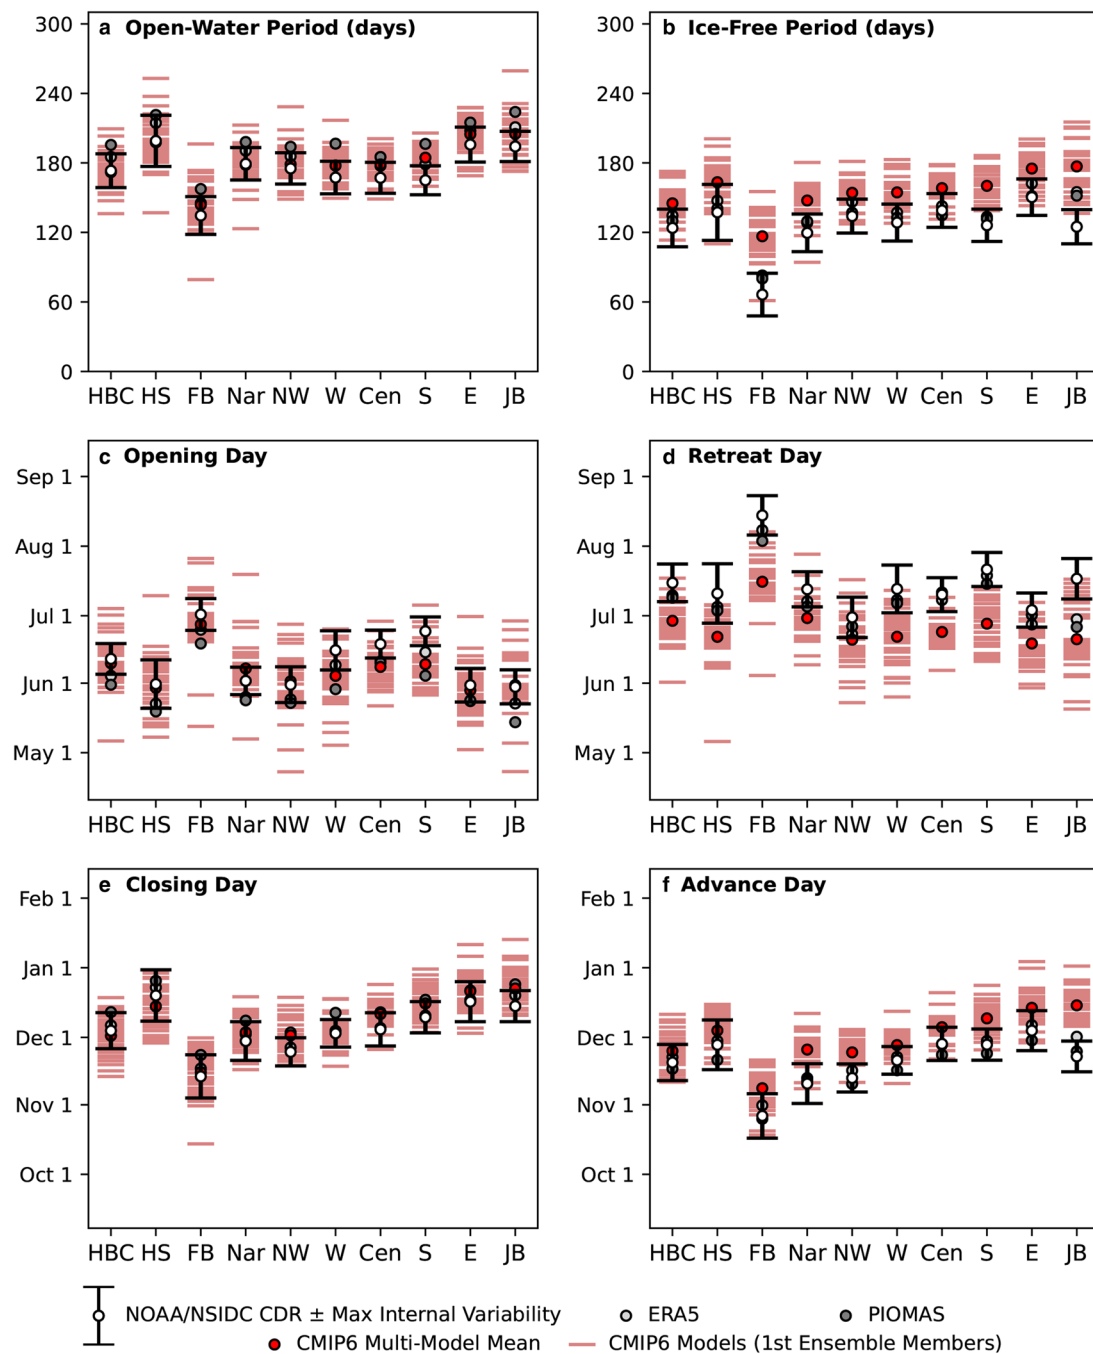 a Open-Water Period (days)
300
240
180
120
60
0
HBC HS FB Nar NW W Cen S E JB
b Ice-Free Period (days)
300
240
180
120
60
0
HBC HS FB Nar NW W Cen S E JB
c Opening Day
Sep 1
Aug 1
Jul 1
Jun 1
May 1
HBC HS FB Nar NW W Cen S E JB
d Retreat Day
Sep 1
Aug 1
Jul 1
Jun 1
May 1
HBC HS FB Nar NW W Cen S E JB
e Closing Day
Feb 1
Jan 1
Dec 1
Nov 1
Oct 1
HBC HS FB Nar NW W Cen S E JB
f Advance Day
Feb 1
Jan 1
Dec 1
Nov 1
Oct 1
HBC HS FB Nar NW W Cen S E JB
NOAA/NSIDC CDR ± Max Internal Variability ERA5 PIOMAS
CMIP6 Multi-Model Mean CMIP6 Models (1st Ensemble Members)